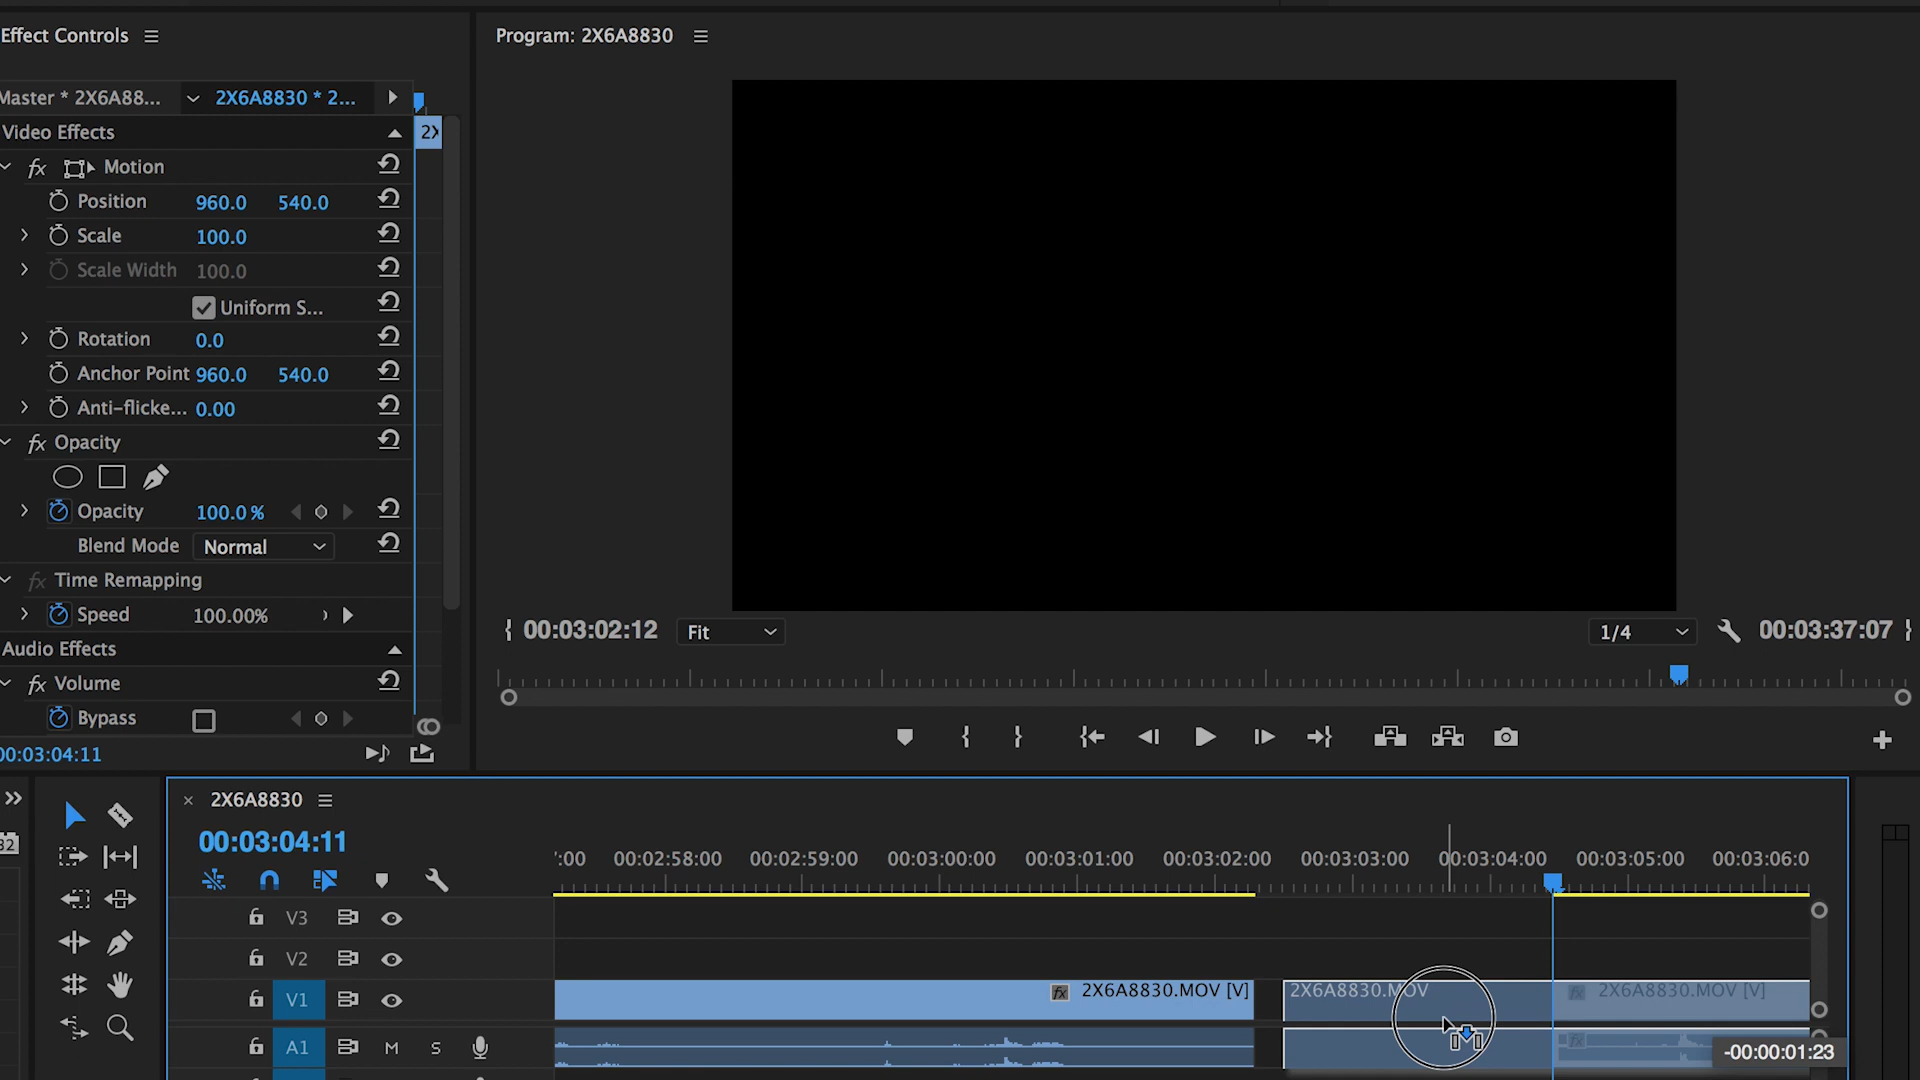 Effect Controls
Program: 2X6A8830
Master * 2X6A88...
2X6A8830 * 2...
Video Effects
2X
fx Motion
Position 960.0 540.0
Scale 100.0
Scale Width 100.0
Uniform S...
Rotation 0.0
Anchor Point 960.0 540.0
Anti-flicke... 0.00
fx Opacity
Opacity 100.0 %
Blend Mode Normal
fx Time Remapping
Speed 100.00%
Audio Effects
fx Volume
Bypass
00:03:04:11
00:03:02:12
Fit
1/4
00:03:37:07
32
2X6A8830
00:03:04:11
:00 00:02:58:00 00:02:59:00 00:03:00:00 00:03:01:00 00:03:02:00 00:03:03:00 00:03:04:00 00:03:05:00 00:03:06:0
V3
V2
V1
fx 2X6A8830.MOV [V]
2X6A8830.MOV
fx 2X6A8830.MOV [V]
A1 M S
fx
-00:00:01:23